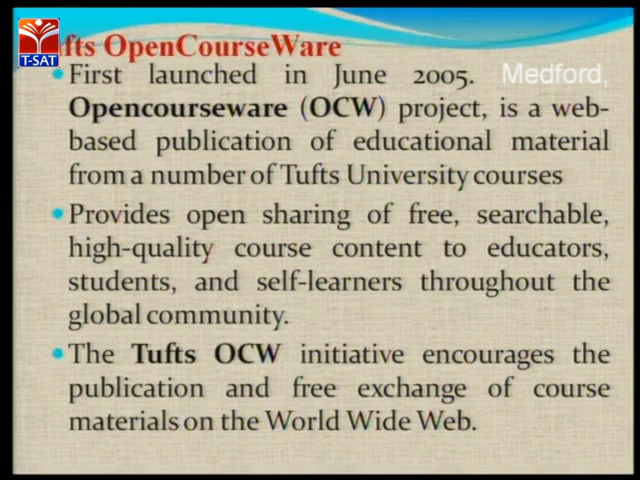 T-SAT
fts OpenCourseWare
First launched in June 2005. Medford,
Opencourseware (OCW) project, is a web-
based publication of educational material
from a number of Tufts University courses
Provides open sharing of free, searchable,
high-quality course content to educators,
students, and self-learners throughout the
global community.
The Tufts OCW initiative encourages the
publication and free exchange of course
materials on the World Wide Web.